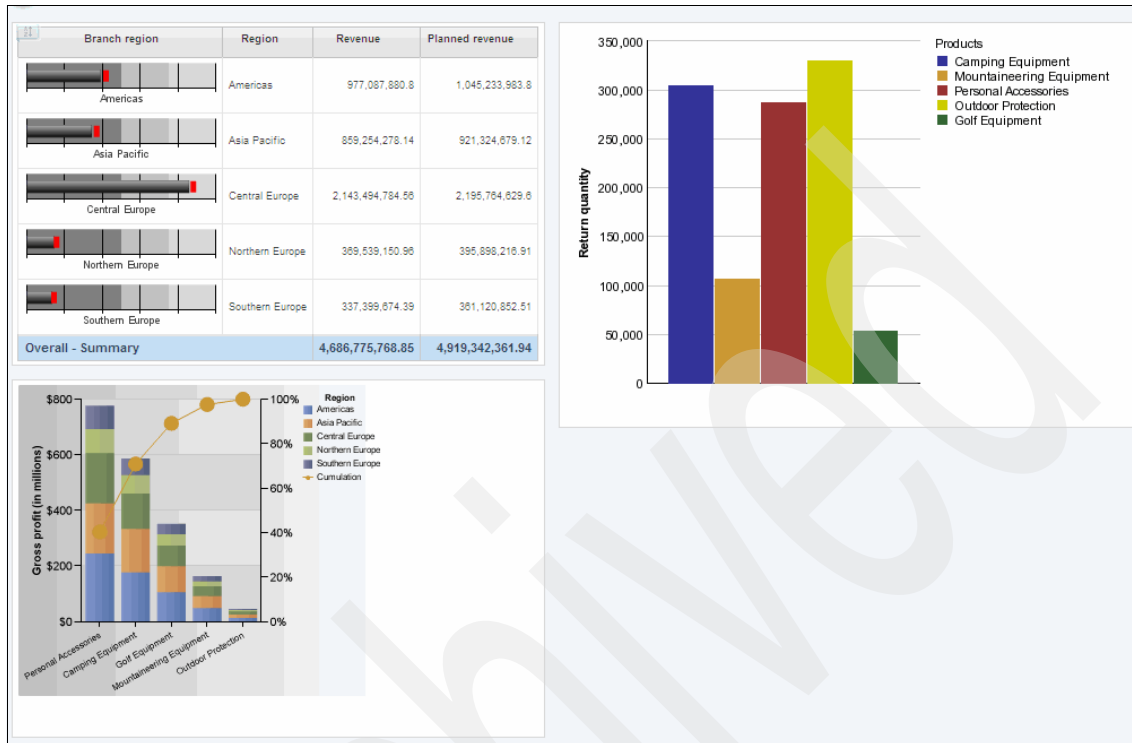 Branch region Region Revenue Planned revenue
Americas Americas 977,087,880.8 1,045,233,983.8
Asia Pacific Asia Pacific 859,254,278.14 921,324,679.12
Central Europe Central Europe 2,143,494,784.56 2,195,764,629.6
Northern Europe Northern Europe 369,539,150.96 395,898,216.91
Southern Europe Southern Europe 337,399,674.39 361,120,852.51
Overall - Summary 4,686,775,768.85 4,919,342,361.94
350,000
300,000
250,000
200,000
150,000
100,000
50,000
0
Return quantity
Products
Camping Equipment
Mountaineering Equipment
Personal Accessories
Outdoor Protection
Golf Equipment
$800
$600
$400
$200
$0
Gross profit (in millions)
100%
80%
60%
40%
20%
0%
Region
Americas
Asia Pacific
Central Europe
Northern Europe
Southern Europe
Cumulation
Personal Accessories
Camping Equipment
Golf Equipment
Mountaineering Equipment
Outdoor Protection